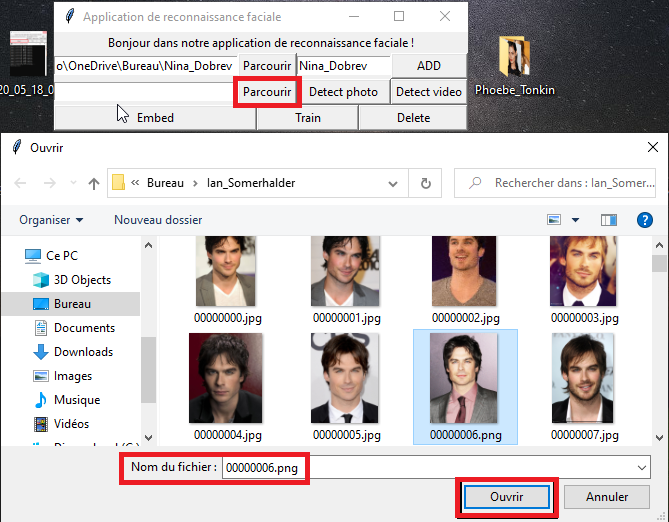 Application de reconnaissance faciale
Bonjour dans notre application de reconnaissance faciale !
o\OneDrive\Bureau\Nina_Dobrev Parcourir Nina_Dobrev ADD
Parcourir Detect photo Detect video
Embed Train Delete
20_05_18_0
Phoebe_Tonkin
Ouvrir
« Bureau › Ian_Somerhalder
Rechercher dans : Ian_Somer...
Organiser Nouveau dossier
Ce PC
3D Objects
Bureau
Documents
Downloads
Images
Musique
Vidéos
00000000.jpg 00000001.jpg 00000002.jpg 00000003.jpg
00000004.jpg 00000005.jpg 00000006.png 00000007.jpg
Nom du fichier : 00000006.png
Ouvrir Annuler